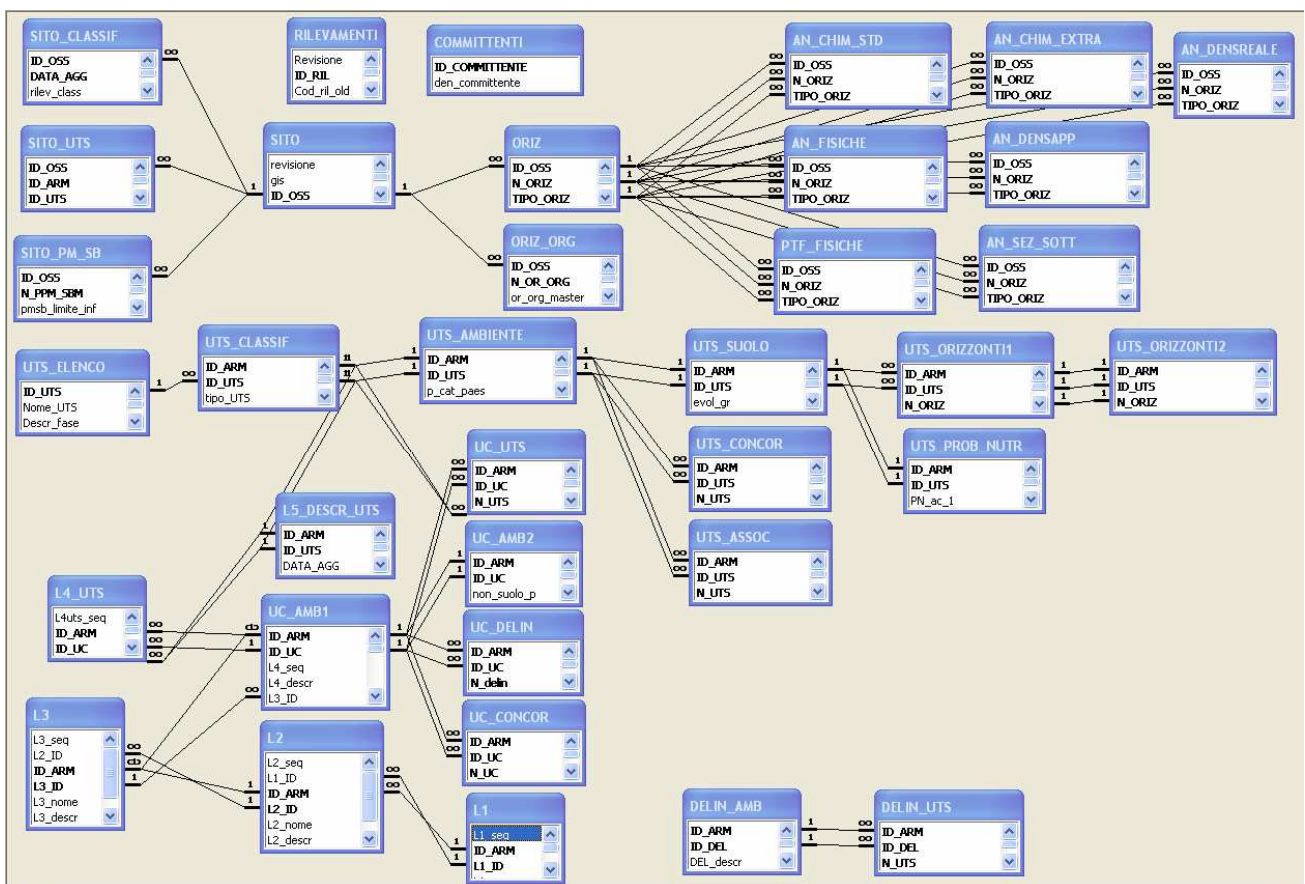 SITO_CLASSIF
ID_OSS
DATA_AGG
rilev_class
RILEVAMENTI
Revisione
ID_RIL
Cod_ril_old
COMMITTENTI
ID_COMMITTENTE
den_committente
AN_CHIM_STD
ID_OSS
N_ORIZ
TIPO_ORIZ
AN_CHIM_EXTRA
ID_OSS
N_ORIZ
TIPO_ORIZ
AN_DENSREALE
ID_OSS
N_ORIZ
TIPO_ORIZ
SITO_UTS
ID_OSS
ID_ARM
ID_UTS
SITO
revisione
gis
ID_OSS
ORIZ
ID_OSS
N_ORIZ
TIPO_ORIZ
AN_FISICHE
ID_OSS
N_ORIZ
TIPO_ORIZ
AN_DENSAPP
ID_OSS
N_ORIZ
TIPO_ORIZ
SITO_PM_SB
ID_OSS
N_PPM_SBM
pmsb_limite_inf
ORIZ_ORG
ID_OSS
N_OR_ORG
or_org_master
PTF_FISICHE
ID_OSS
N_ORIZ
TIPO_ORIZ
AN_SEZ_SOTT
ID_OSS
N_ORIZ
TIPO_ORIZ
UTS_ELENCO
ID_UTS
Nome_UTS
Descr_fase
UTS_CLASSIF
ID_ARM
ID_UTS
tipo_UTS
UTS_AMBIENTE
ID_ARM
ID_UTS
p_cat_paes
UTS_SUOLO
ID_ARM
ID_UTS
evol_gr
UTS_ORIZZONTI1
ID_ARM
ID_UTS
N_ORIZ
UTS_ORIZZONTI2
ID_ARM
ID_UTS
N_ORIZ
UC_UTS
ID_ARM
ID_UC
N_UTS
UTS_CONCOR
ID_ARM
ID_UTS
N_UTS
UTS_PROB_NUTR
ID_ARM
ID_UTS
PN_ac_1
L5_DESCR_UTS
ID_ARM
ID_UTS
DATA_AGG
UC_AMB2
ID_ARM
ID_UC
non_suolo_p
UTS_ASSOC
ID_ARM
ID_UTS
N_UTS
L4_UTS
L4uts_seq
ID_ARM
ID_UC
UC_AMB1
ID_ARM
ID_UC
L4_seq
L4_descr
L3_ID
UC_DELIN
ID_ARM
ID_UC
N_delin
L3
L3_seq
L2_ID
ID_ARM
L3_ID
L3_nome
L3_descr
L2
L2_seq
L1_ID
ID_ARM
L2_ID
L2_nome
L2_descr
UC_CONCOR
ID_ARM
ID_UC
N_UC
L1
L1_seq
ID_ARM
L1_ID
DELIN_AMB
ID_ARM
ID_DEL
DEL_descr
DELIN_UTS
ID_ARM
ID_DEL
N_UTS